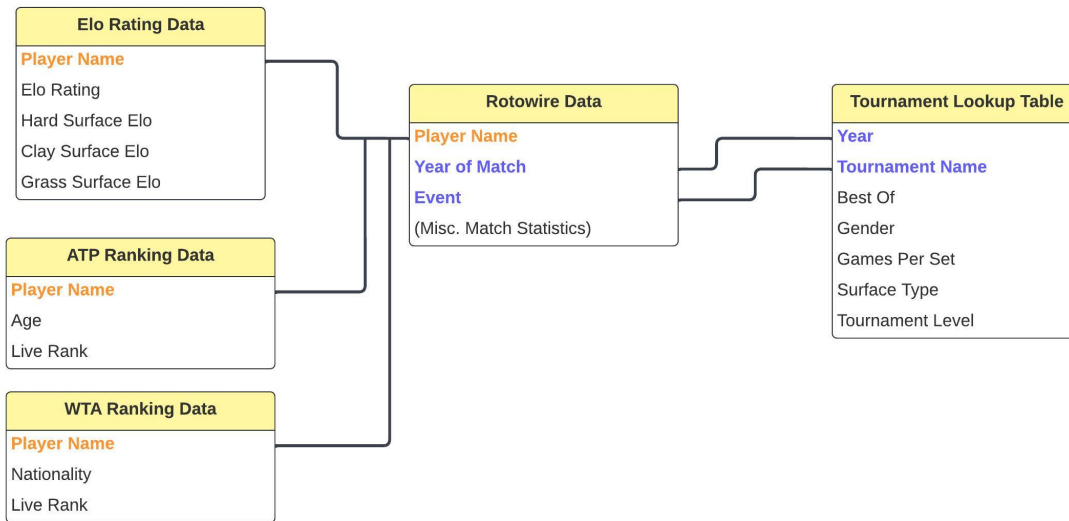 Elo Rating Data
Player Name
Elo Rating
Hard Surface Elo
Clay Surface Elo
Grass Surface Elo
ATP Ranking Data
Player Name
Age
Live Rank
WTA Ranking Data
Player Name
Nationality
Live Rank
Rotowire Data
Player Name
Year of Match
Event
(Misc. Match Statistics)
Tournament Lookup Table
Year
Tournament Name
Best Of
Gender
Games Per Set
Surface Type
Tournament Level